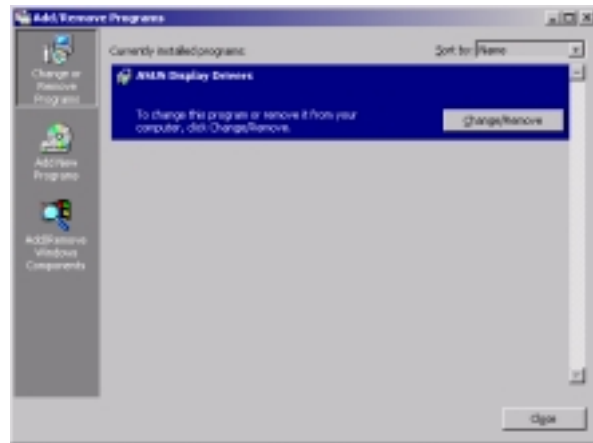 Add/Remove Programs
Change or
Remove
Programs
Currently installed programs:
Sort by: Name
Display Drivers
To change this program or remove it from your
computer, click Change/Remove.
Change/Remove
Add New
Programs
Add/Remove
Windows
Components
Close